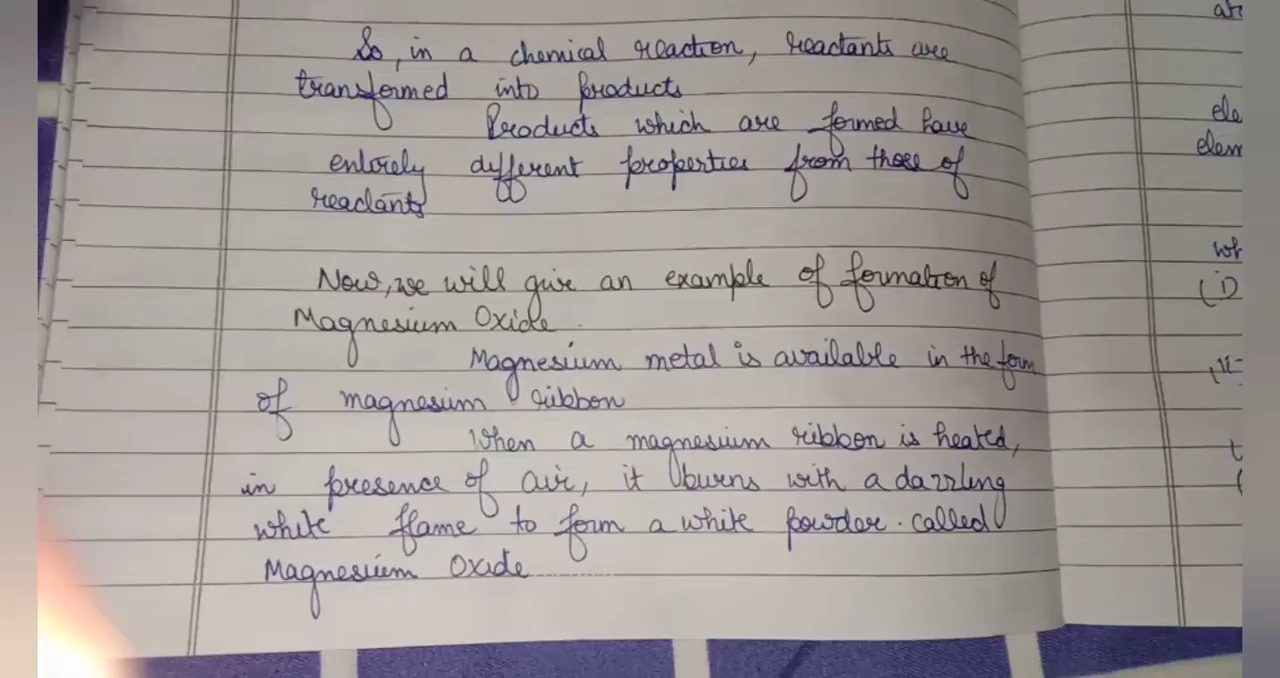 So, in a chemical reaction, reactants are
transformed into products
Products which are formed have
entirely different properties from those of
reactants
Now, we will give an example of formation of
Magnesium Oxide.
Magnesium metal is available in the form
of magnesium ribbon
When a magnesium ribbon is heated,
in presence of air, it burns with a dazzling
white flame to form a white powder. called
Magnesium Oxide
ele
elem
wh
(i)